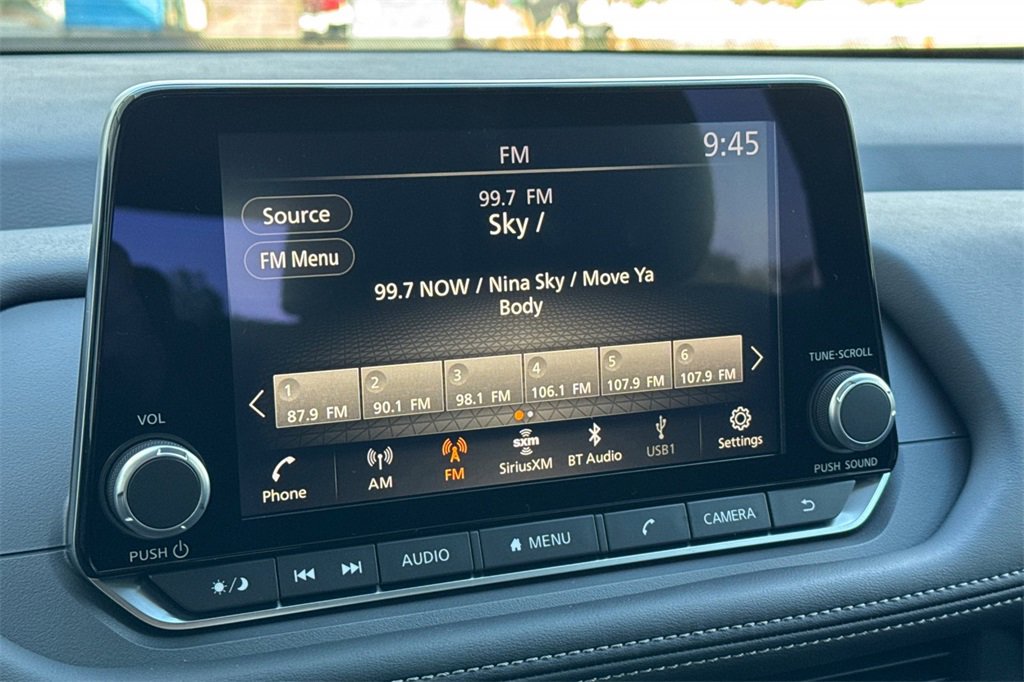 FM
9:45
Source
99.7 FM
Sky /
FM Menu
99.7 NOW / Nina Sky / Move Ya
Body
1
87.9 FM
2
90.1 FM
3
98.1 FM
4
106.1 FM
5
107.9 FM
6
107.9 FM
Phone
AM
FM
sxm
SiriusXM
BT Audio
USB1
Settings
VOL
PUSH
TUNE·SCROLL
PUSH SOUND
AUDIO
MENU
CAMERA